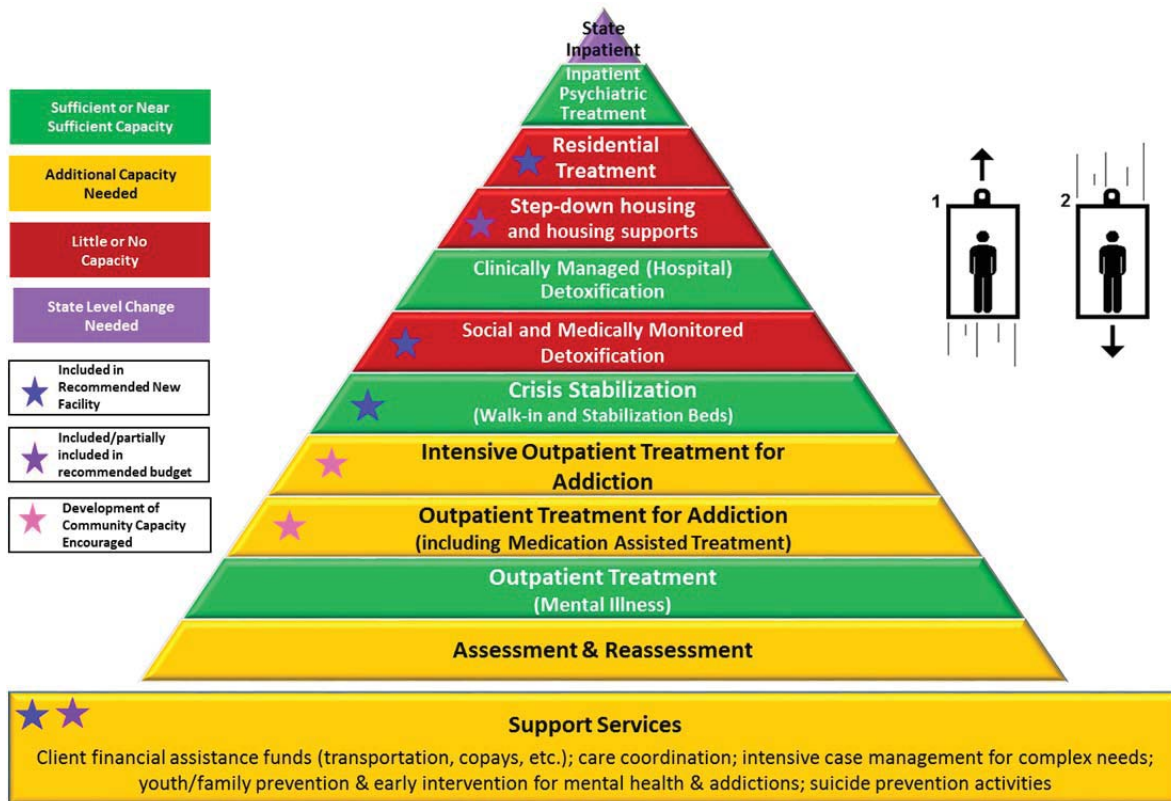 State
Inpatient
Inpatient
Psychiatric
Treatment
Residential
Treatment
Step-down housing
and housing supports
Clinically Managed (Hospital)
Detoxification
Social and Medically Monitored
Detoxification
Crisis Stabilization
(Walk-in and Stabilization Beds)
Intensive Outpatient Treatment for
Addiction
Outpatient Treatment for Addiction
(including Medication Assisted Treatment)
Outpatient Treatment
(Mental Illness)
Assessment & Reassessment
Support Services
Client financial assistance funds (transportation, copays, etc.); care coordination; intensive case management for complex needs;
youth/family prevention & early intervention for mental health & addictions; suicide prevention activities
Sufficient or Near
Sufficient Capacity
Additional Capacity
Needed
Little or No
Capacity
State Level Change
Needed
Included in
Recommended New
Facility
Included/partially
included in
recommended budget
Development of
Community Capacity
Encouraged
1
2